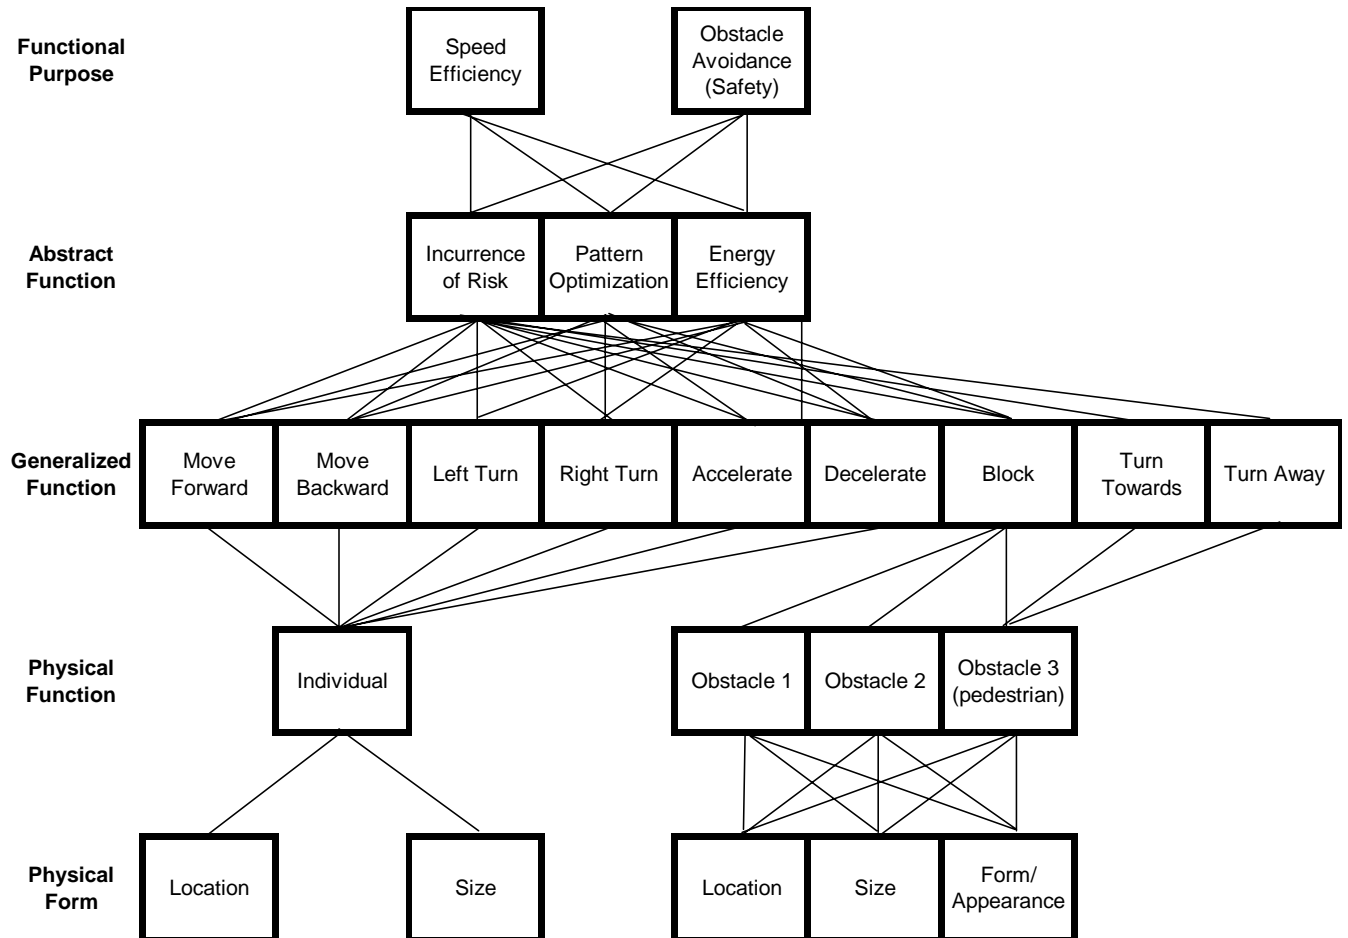 Functional
Purpose
Speed
Efficiency
Obstacle
Avoidance
(Safety)
Abstract
Function
Incurrence
of Risk
Pattern
Optimization
Energy
Efficiency
Generalized
Function
Move
Forward
Move
Backward
Left Turn
Right Turn
Accelerate
Decelerate
Block
Turn
Towards
Turn Away
Physical
Function
Individual
Obstacle 1
Obstacle 2
Obstacle 3
(pedestrian)
Physical
Form
Location
Size
Location
Size
Form/
Appearance